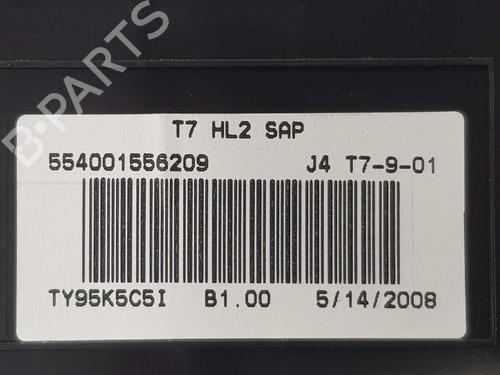 B-PARTS
T7 HL2 SAP
554001556209 J4 T7-9-01
TY95K5C5I B1.00 5/14/2008